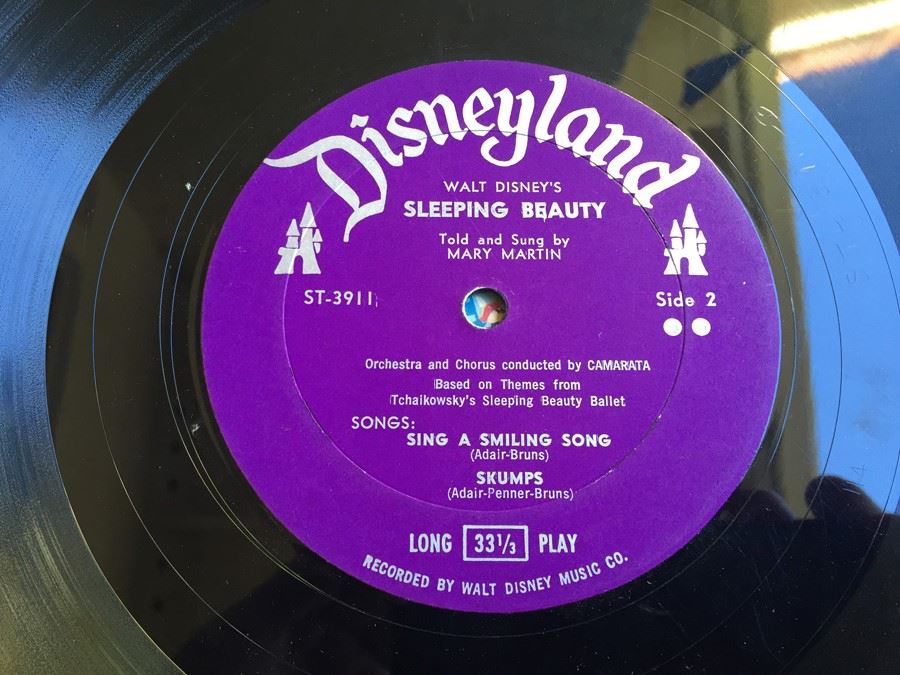 Disneyland
WALT DISNEY'S
SLEEPING BEAUTY
Told and Sung by
MARY MARTIN
ST-3911
Side 2
Orchestra and Chorus conducted by CAMARATA
Based on Themes from
Tchaikowsky's Sleeping Beauty Ballet
SONGS:
SING A SMILING SONG
(Adair-Bruns)
SKUMPS
(Adair-Penner-Bruns)
LONG 33⅓ PLAY
RECORDED BY WALT DISNEY MUSIC CO.